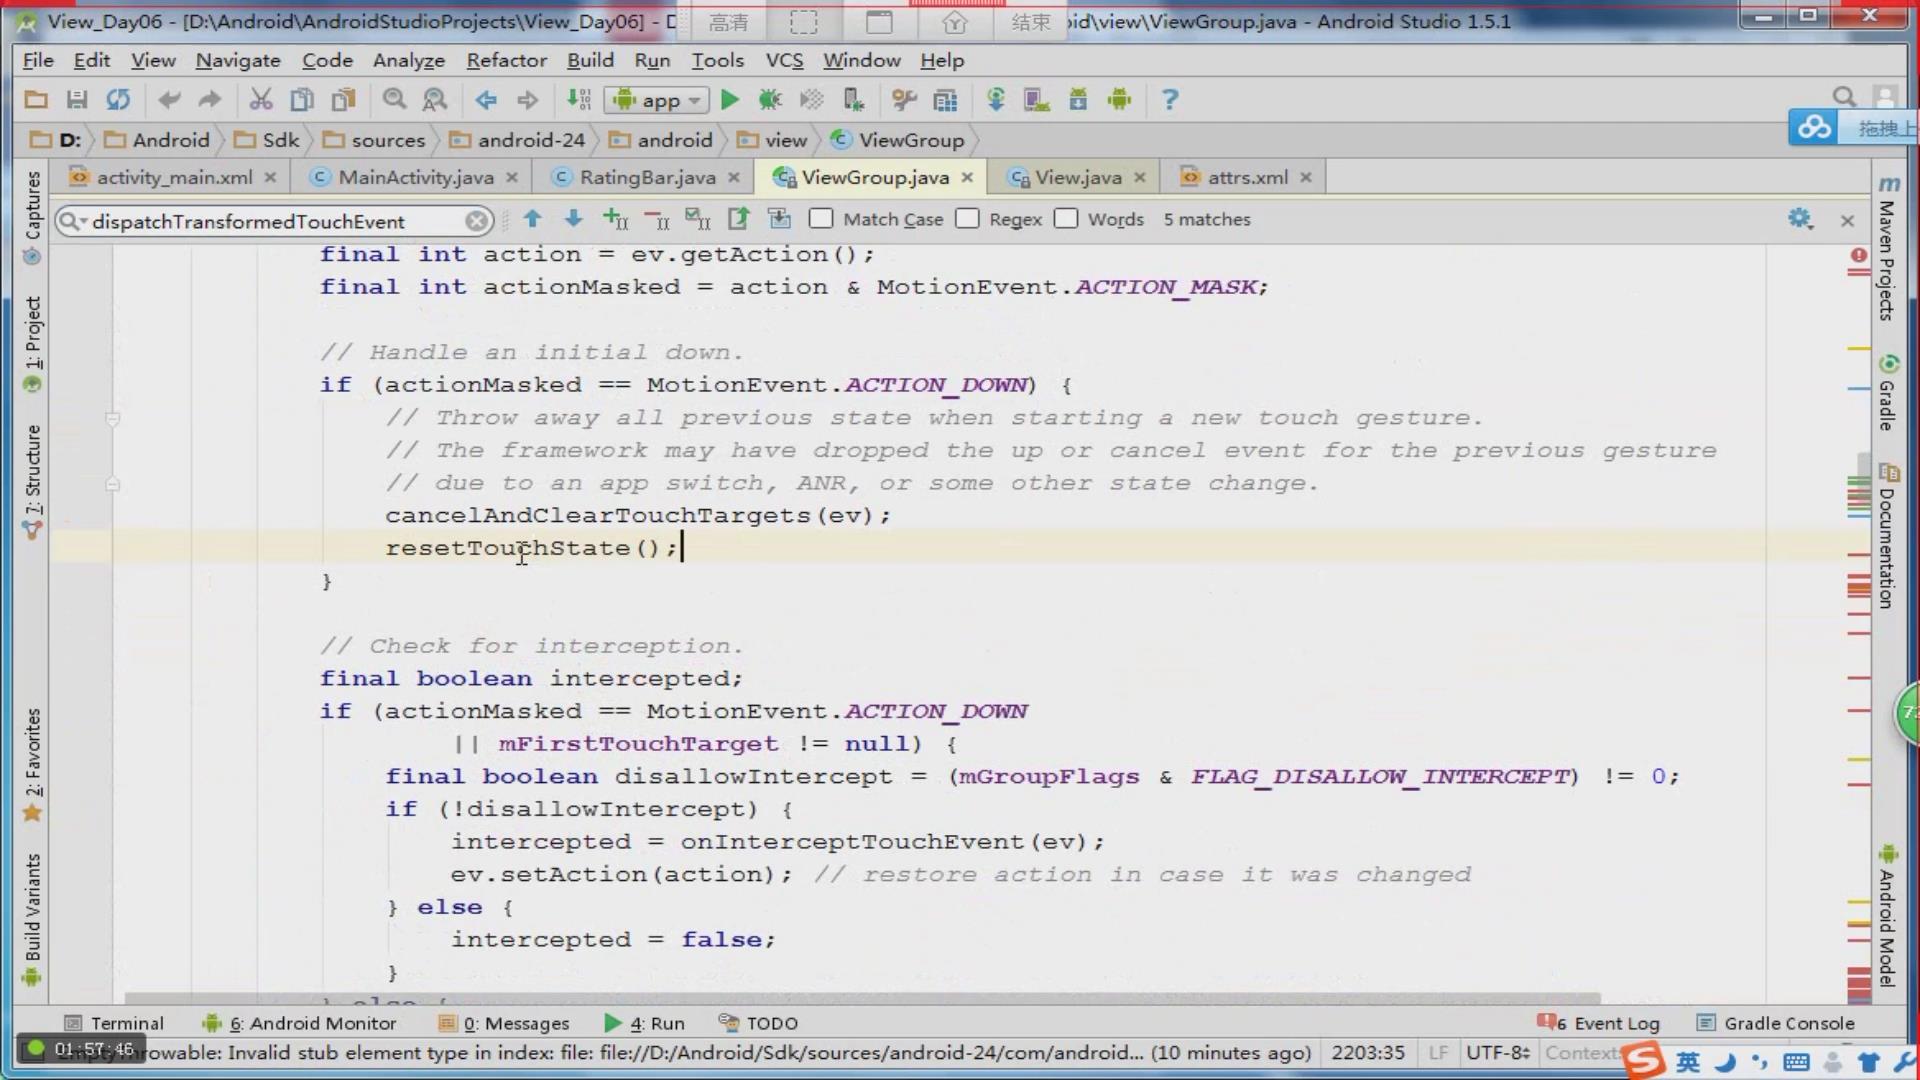 View_Day06 - [D:\Android\AndroidStudioProjects\View_Day06] - D
高清
结束
id\view\ViewGroup.java - Android Studio 1.5.1
File Edit View Navigate Code Analyze Refactor Build Run Tools VCS Window Help
app
D: Android Sdk sources android-24 android view ViewGroup
拖拽上
activity_main.xml MainActivity.java RatingBar.java ViewGroup.java View.java attrs.xml
dispatchTransformedTouchEvent Match Case Regex Words 5 matches
final int action = ev.getAction();
final int actionMasked = action & MotionEvent.ACTION_MASK;
// Handle an initial down.
if (actionMasked == MotionEvent.ACTION_DOWN) {
// Throw away all previous state when starting a new touch gesture.
// The framework may have dropped the up or cancel event for the previous gesture
// due to an app switch, ANR, or some other state change.
cancelAndClearTouchTargets(ev);
resetTouchState();
}
// Check for interception.
final boolean intercepted;
if (actionMasked == MotionEvent.ACTION_DOWN
|| mFirstTouchTarget != null) {
final boolean disallowIntercept = (mGroupFlags & FLAG_DISALLOW_INTERCEPT) != 0;
if (!disallowIntercept) {
intercepted = onInterceptTouchEvent(ev);
ev.setAction(action); // restore action in case it was changed
} else {
intercepted = false;
}
} else {
Captures
1: Project
7: Structure
2: Favorites
Build Variants
Maven Projects
Gradle
Documentation
Android Model
Terminal 6: Android Monitor 0: Messages 4: Run TODO 6 Event Log Gradle Console
01:57:46
Throwable: Invalid stub element type in index: file: file://D:/Android/Sdk/sources/android-24/com/android... (10 minutes ago) 2203:35 LF UTF-8 Context
英